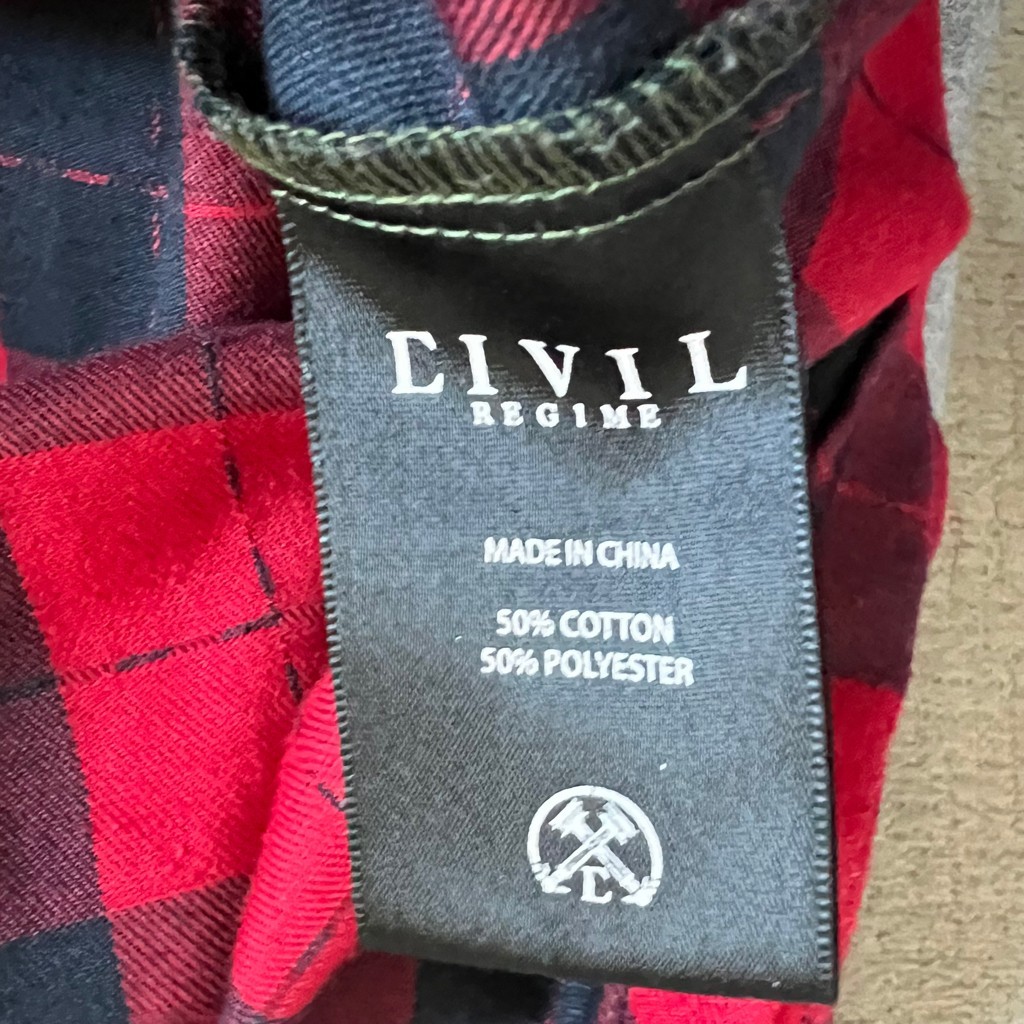 CIVIL
REGIME
MADE IN CHINA
50% COTTON
50% POLYESTER
C